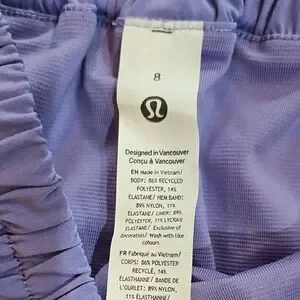 8
Designed in Vancouver
Conçu à Vancouver
EN Made in Vietnam/
BODY: 86% RECYCLED
POLYESTER, 14%
ELASTANE/ HEM BAND:
89% NYLON, 11%
ELASTANE/ LINER: 89%
POLYESTER, 11% LYCRA®
ELASTANE/ Exclusive of
decoration/ Wash with like
colours
FR Fabriqué au Vietnam/
CORPS: 86% POLYESTER
RECYCLÉ, 14%
ÉLASTHANNE/ BANDE DE
L'OURLET: 89% NYLON,
11% ÉLASTHANNE/